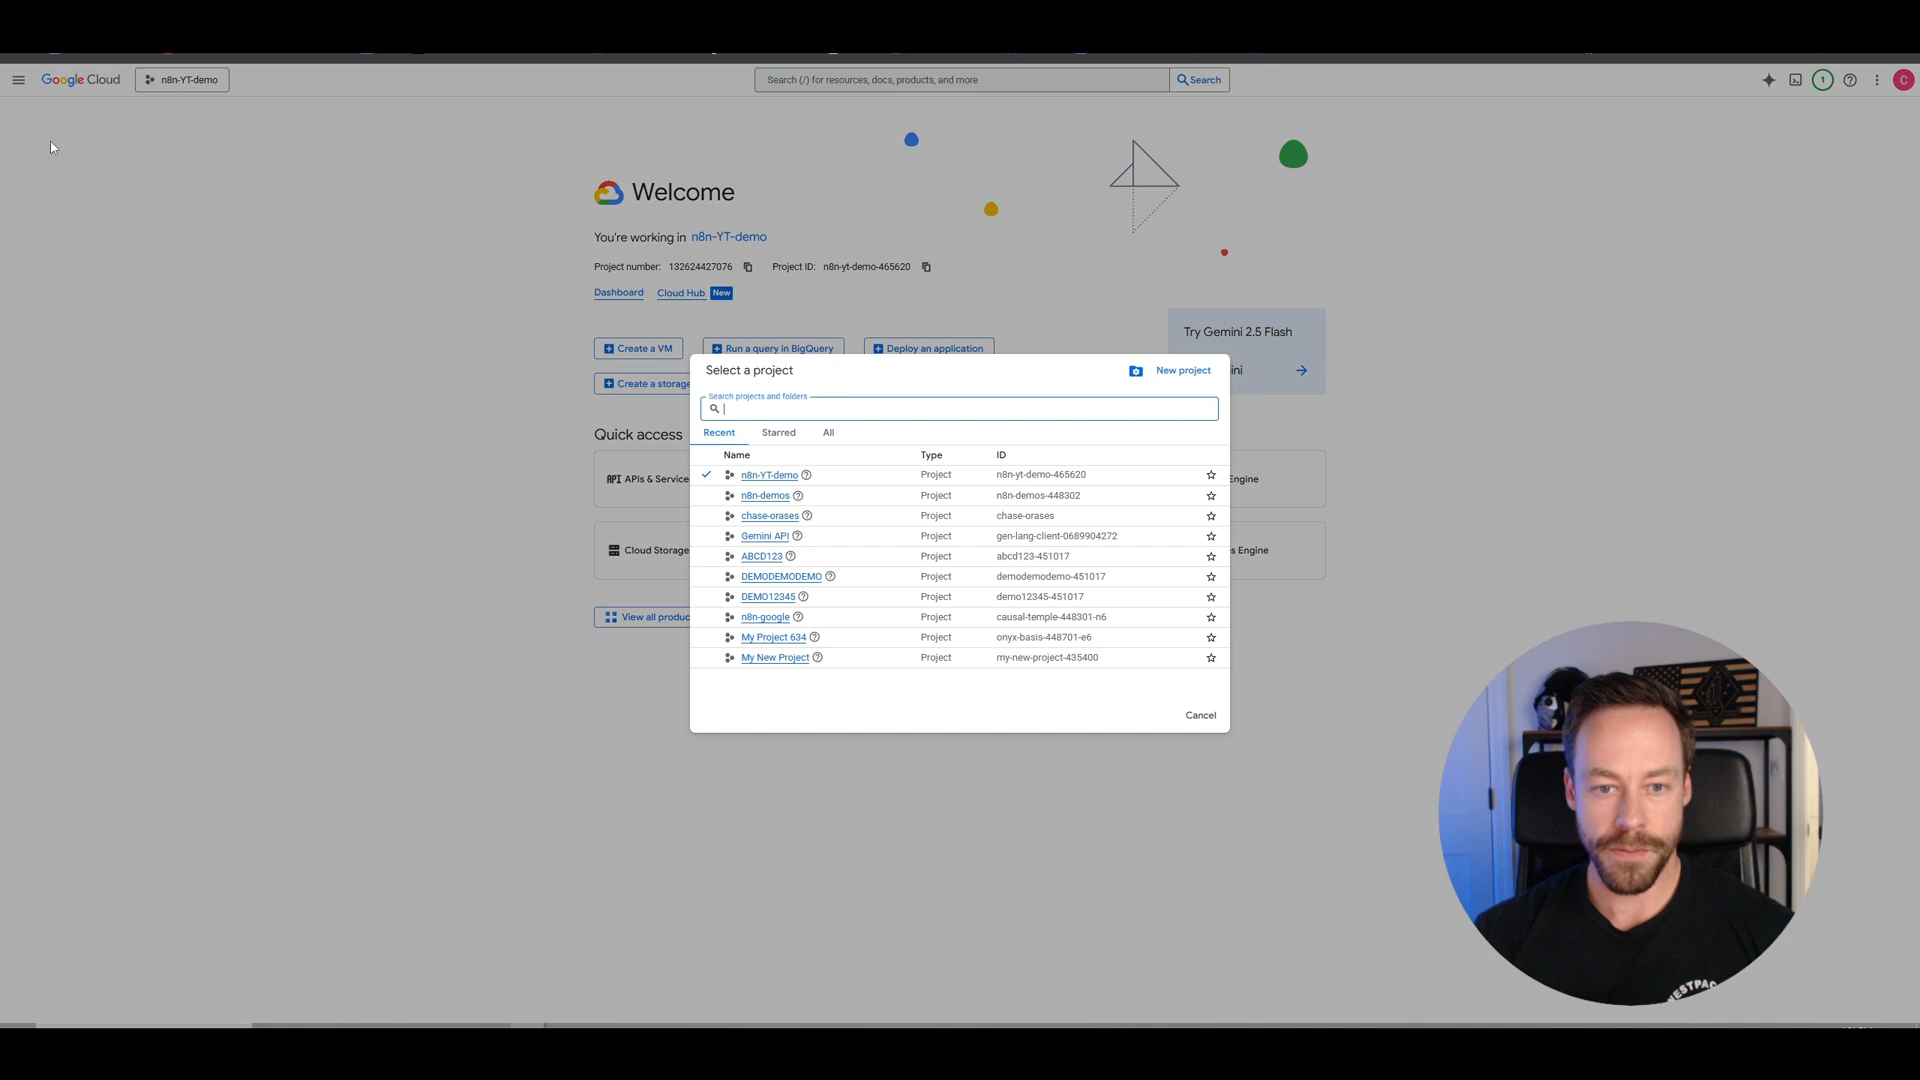 Google Cloud
n8n-YT-demo
Search (/) for resources, docs, products, and more
Search
1
C
Welcome
You're working in n8n-YT-demo
Project number: 132624427076
Project ID: n8n-yt-demo-465620
Dashboard
Cloud Hub New
Create a VM
Run a query in BigQuery
Deploy an application
Create a storage
Try Gemini 2.5 Flash
Quick access
API APIs & Service
Engine
Cloud Storage
s Engine
View all produc
Select a project
New project
Search projects and folders
Recent
Starred
All
Name Type ID
n8n-YT-demo Project n8n-yt-demo-465620
n8n-demos Project n8n-demos-448302
chase-orases Project chase-orases
Gemini API Project gen-lang-client-0689904272
ABCD123 Project abcd123-451017
DEMODEMODEMO Project demodemodemo-451017
DEMO12345 Project demo12345-451017
n8n-google Project causal-temple-448301-n6
My Project 634 Project onyx-basis-448701-e6
My New Project Project my-new-project-435400
Cancel